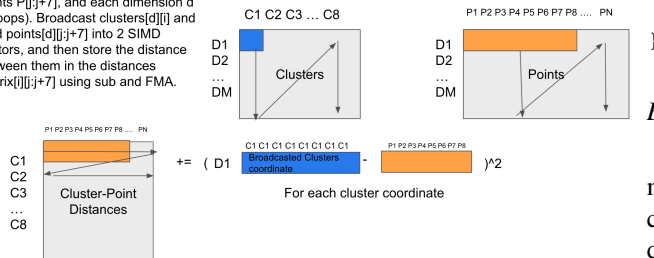 nts P[j:j+7], and each dimension d
oops). Broadcast clusters[d][i] and
d points[d][j:j+7] into 2 SIMD
tors, and then store the distance
ween them in the distances
rix[i][j:j+7] using sub and FMA.
C1 C2 C3 … C8
D1
D2
…
DM
Clusters
P1 P2 P3 P4 P5 P6 P7 P8 .... PN
D1
D2
…
DM
Points
P1 P2 P3 P4 P5 P6 P7 P8 .... PN
C1
C2
C3
…
C8
Cluster-Point
Distances
+= ( D1
C1 C1 C1 C1 C1 C1 C1 C1
Broadcasted Clusters
coordinate
-
P1 P2 P3 P4 P5 P6 P7 P8
)^2
For each cluster coordinate